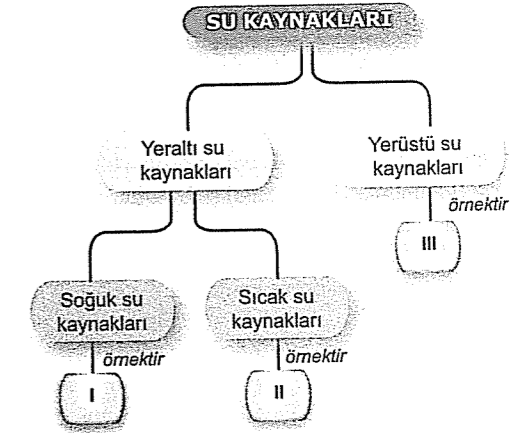 SU KAYNAKLARI
Yeraltı su
kaynakları
Yerüstü su
kaynakları
örnektir
III
Soğuk su
kaynakları
Sıcak su
kaynakları
örnektir
örnektir
I
II